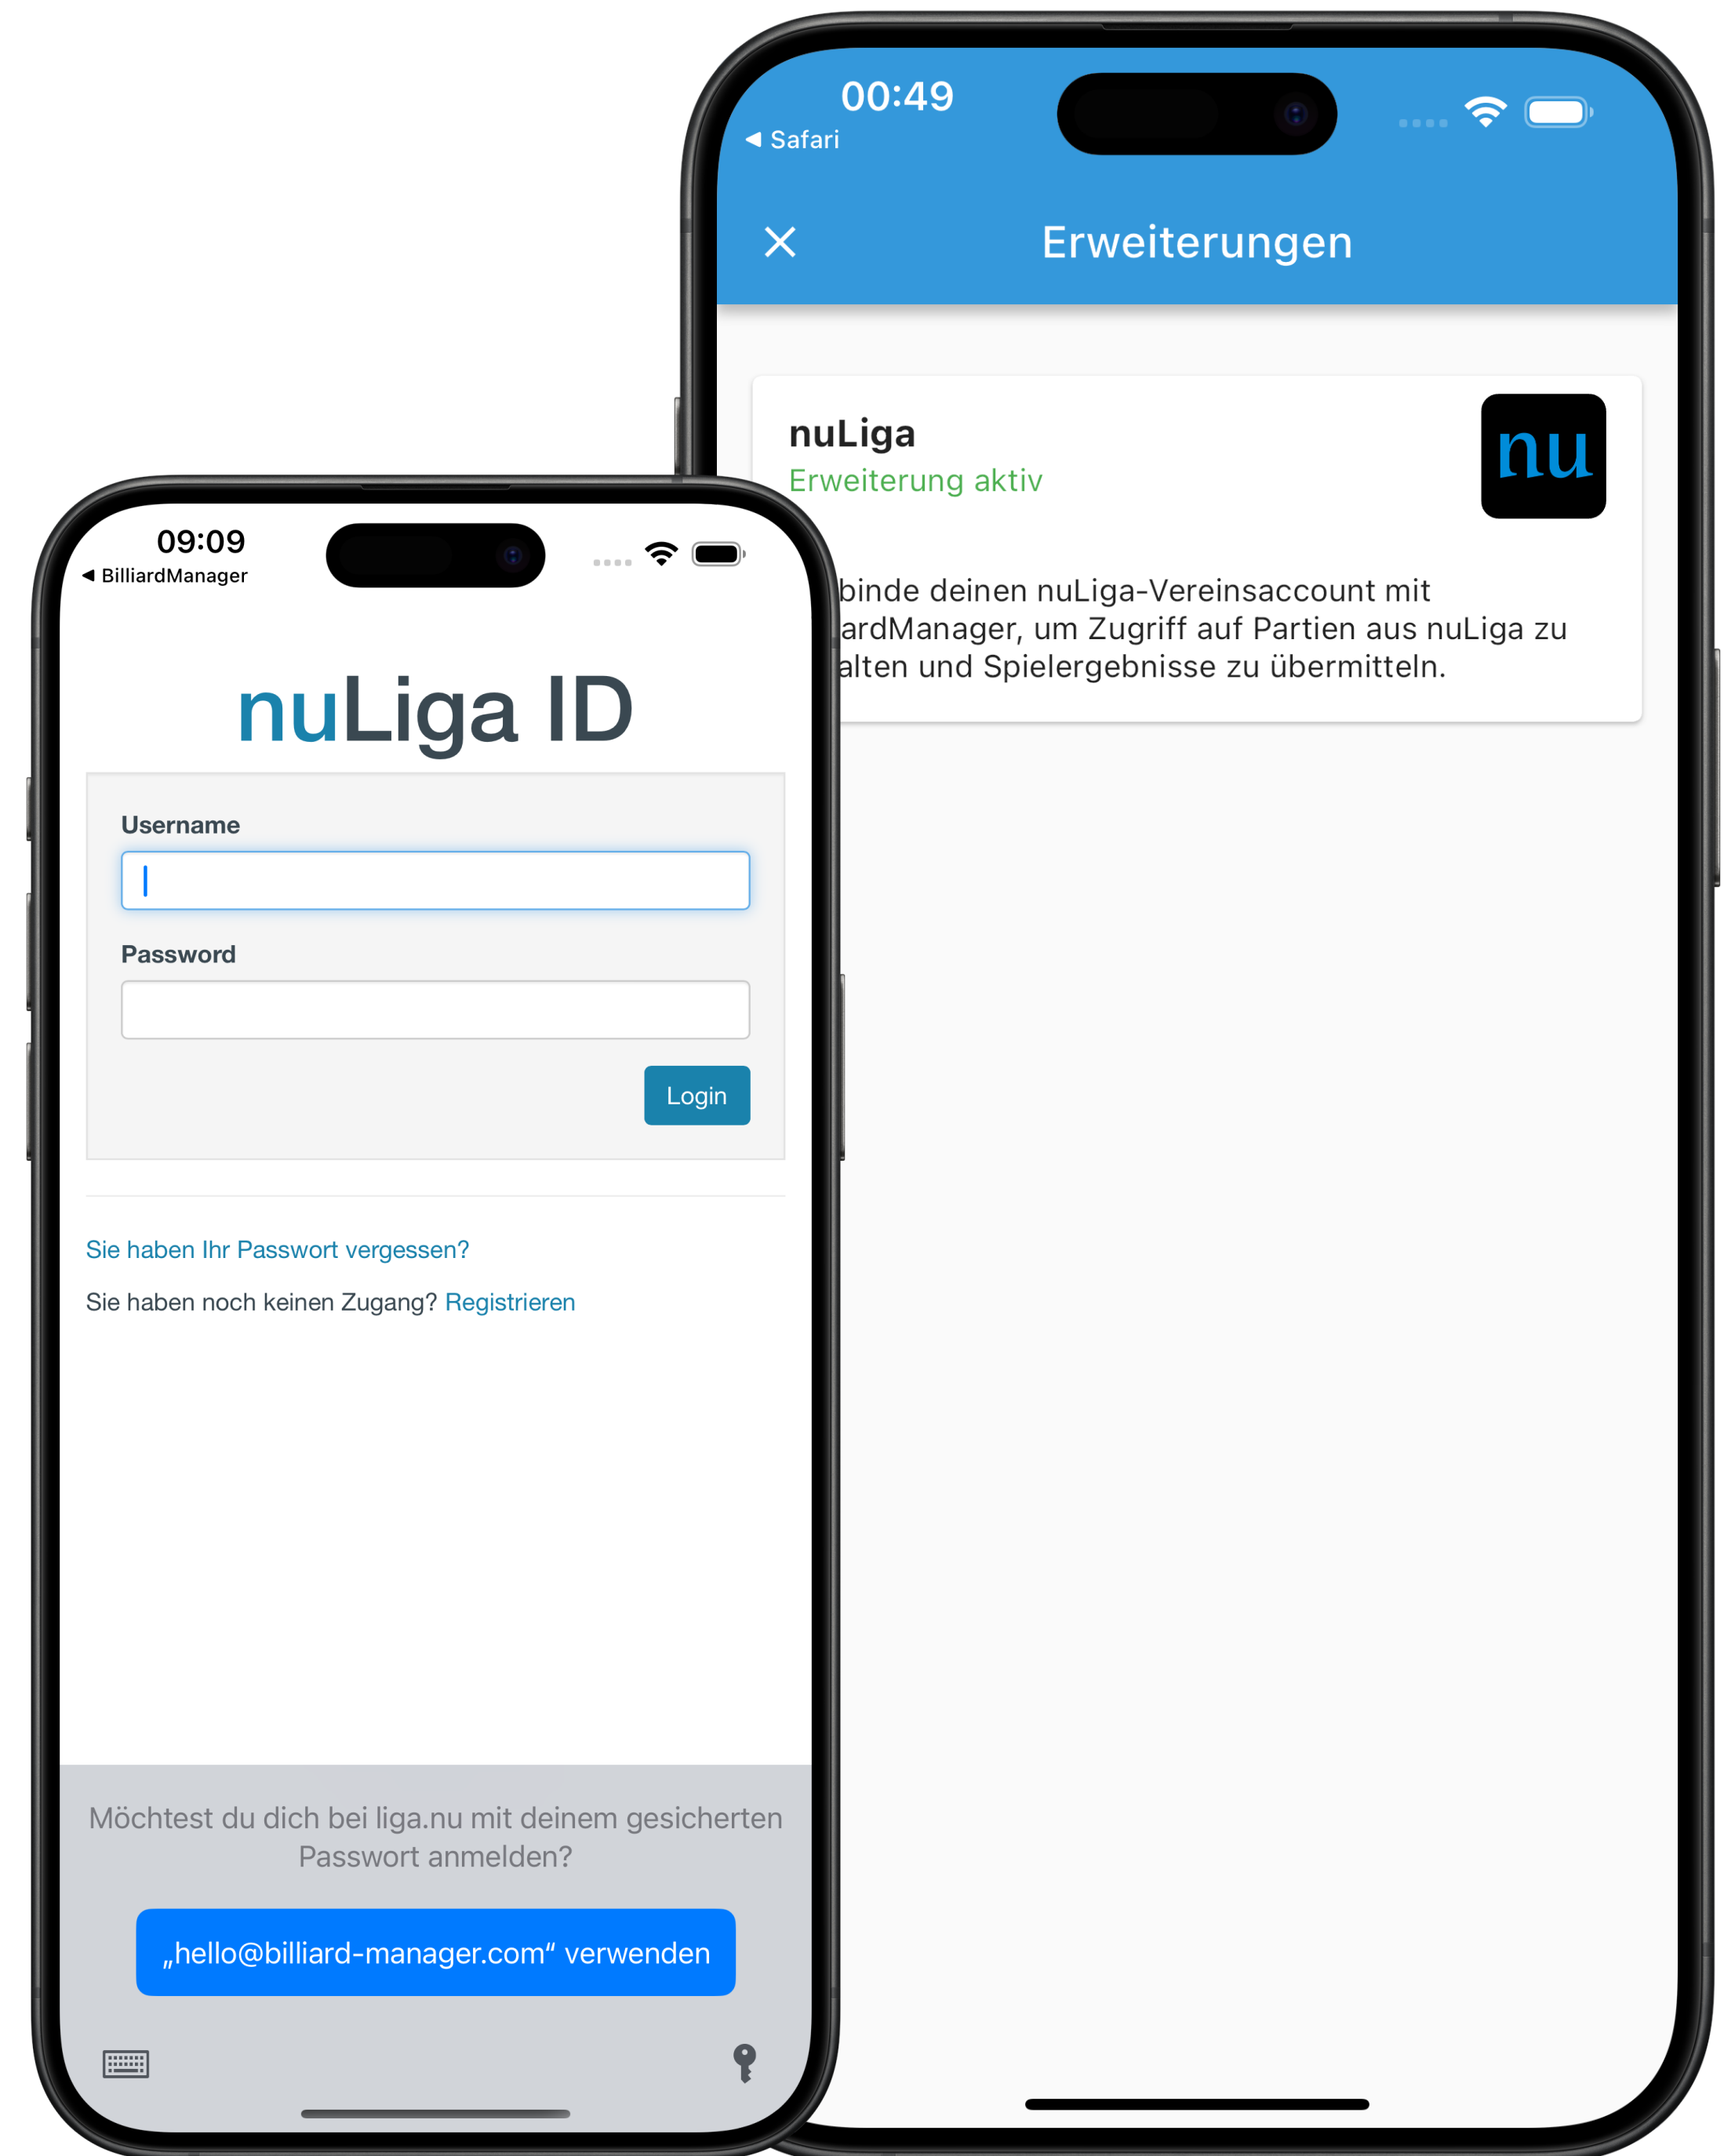 00:49
Safari
Erweiterungen
nuLiga
Erweiterung aktiv
nu
binde deinen nuLiga-Vereinsaccount mit
ardManager, um Zugriff auf Partien aus nuLiga zu
alten und Spielergebnisse zu übermitteln.
09:09
BilliardManager
nuLiga ID
Username
Password
Login
Sie haben Ihr Passwort vergessen?
Sie haben noch keinen Zugang? Registrieren
Möchtest du dich bei liga.nu mit deinem gesicherten
Passwort anmelden?
„hello@billiard-manager.com“ verwenden